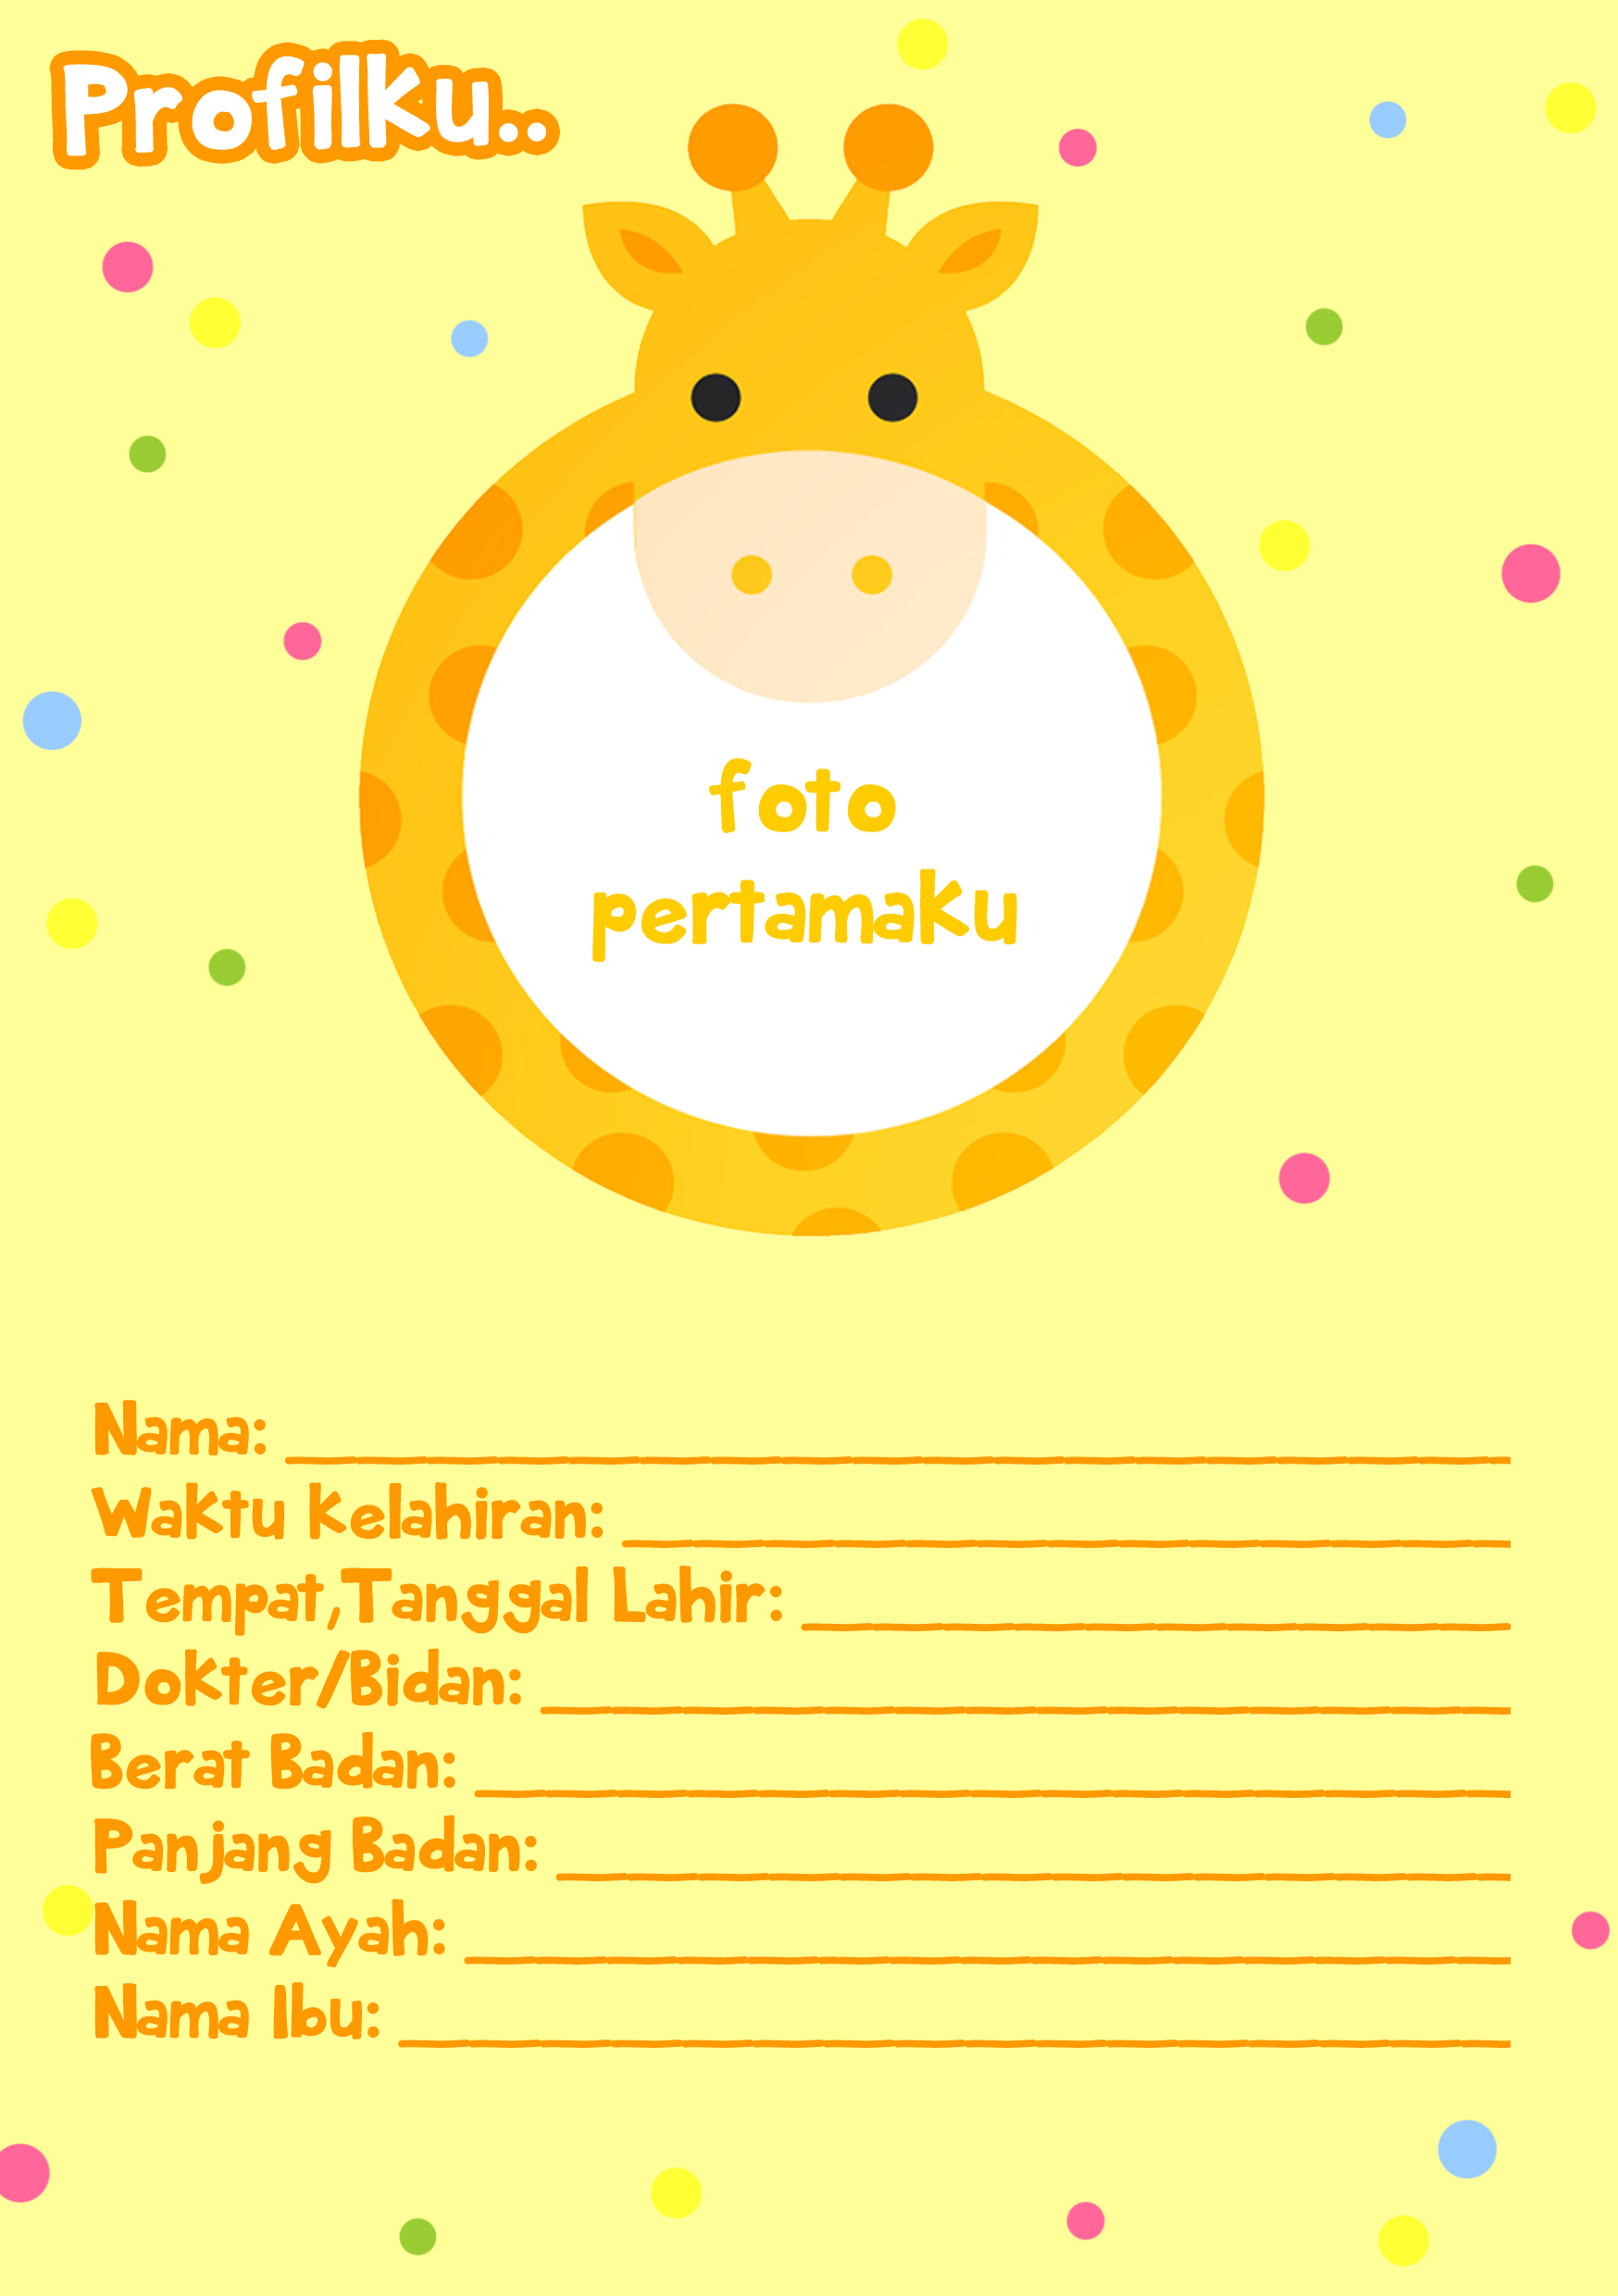 Profilku..
foto
pertamaku
Nama:
Waktu Kelahiran:
Tempat,Tanggal Lahir:
Dokter/Bidan:
Berat Badan:
Panjang Badan:
Nama Ayah:
Nama Ibu: